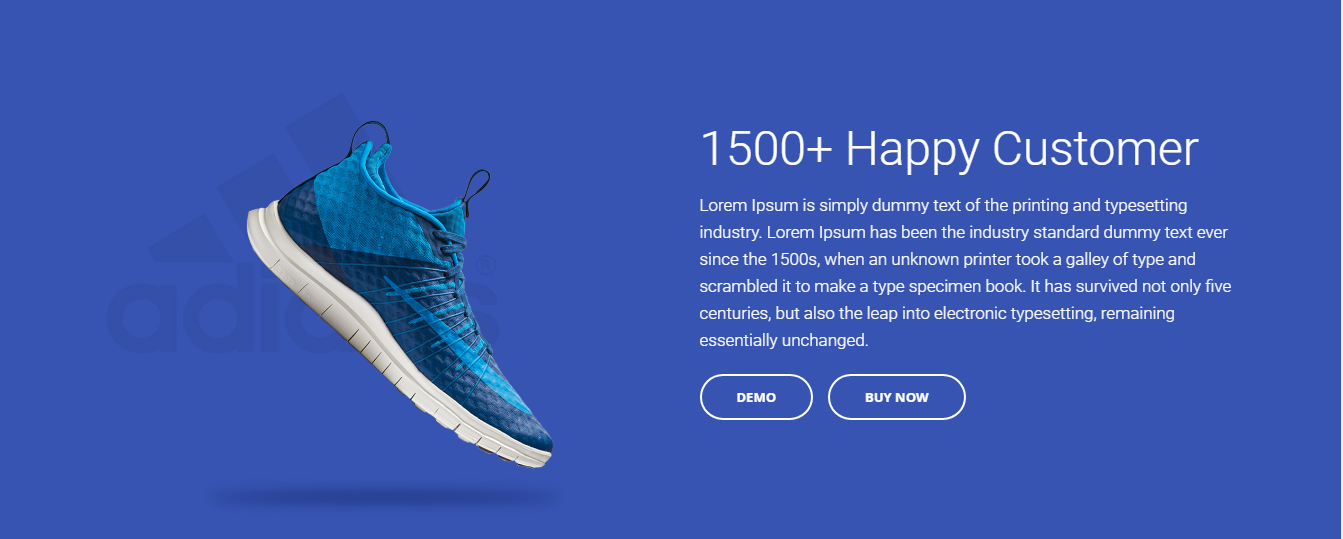 adidas
®
1500+ Happy Customer
Lorem Ipsum is simply dummy text of the printing and typesetting
industry. Lorem Ipsum has been the industry standard dummy text ever
since the 1500s, when an unknown printer took a galley of type and
scrambled it to make a type specimen book. It has survived not only five
centuries, but also the leap into electronic typesetting, remaining
essentially unchanged.
DEMO
BUY NOW